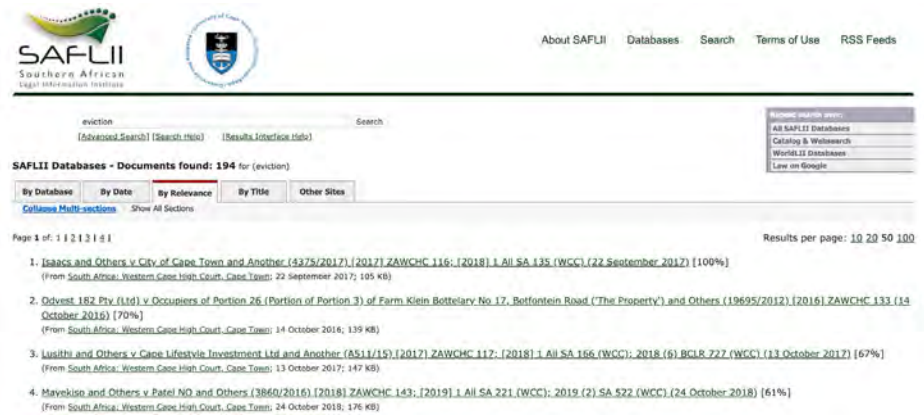 SAFLII
Southern African
Legal Information Institute
About SAFLII Databases Search Terms of Use RSS Feeds
eviction Search
[Advanced Search] [Search Help] [Results Interface Help]
All SAFLII Databases
Catalog & Websearch
WorldLII Databases
Law on Google
SAFLII Databases - Documents found: 194 for (eviction)
By Database By Date By Relevance By Title Other Sites
Collapse Multi-sections Show All Sections
Page 1 of: 1 | 2 | 3 | 4 | Results per page: 10 20 50 100
1. Isaacs and Others v City of Cape Town and Another (4375/2017) [2017] ZAWCHC 116; [2018] 1 All SA 135 (WCC) (22 September 2017) [100%]
(From South Africa: Western Cape High Court, Cape Town; 22 September 2017; 105 KB)
2. Odvest 182 Pty (Ltd) v Occupiers of Portion 26 (Portion of Portion 3) of Farm Klein Bottelary No 17, Botfontein Road ('The Property') and Others (19695/2012) [2016] ZAWCHC 133 (14
October 2016) [70%]
(From South Africa: Western Cape High Court, Cape Town; 14 October 2016; 139 KB)
3. Lusithi and Others v Cape Lifestyle Investment Ltd and Another (A511/15) [2017] ZAWCHC 117; [2018] 1 All SA 166 (WCC); 2018 (6) BCLR 727 (WCC) (13 October 2017) [67%]
(From South Africa: Western Cape High Court, Cape Town; 13 October 2017; 147 KB)
4. Mayekiso and Others v Patel NO and Others (3860/2016) [2018] ZAWCHC 143; [2019] 1 All SA 221 (WCC); 2019 (2) SA 522 (WCC) (24 October 2018) [61%]
(From South Africa: Western Cape High Court, Cape Town; 24 October 2018; 176 KB)